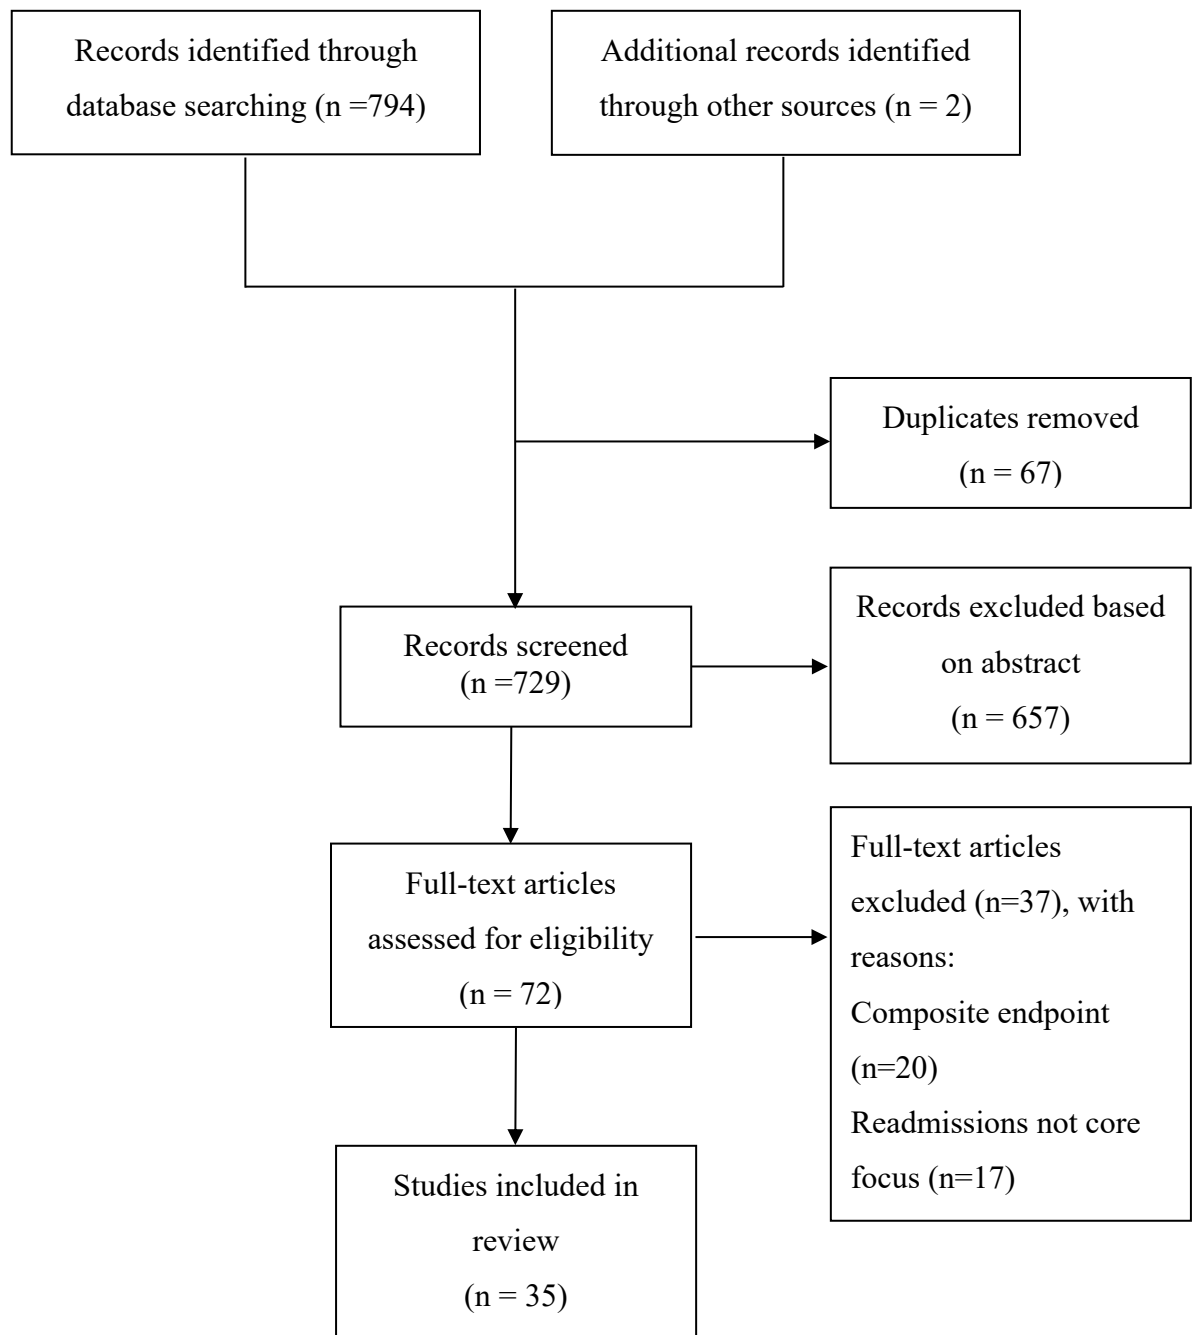 Records identified through
database searching (n =794)
Additional records identified
through other sources (n = 2)
Duplicates removed
(n = 67)
Records screened
(n =729)
Records excluded based
on abstract
(n = 657)
Full-text articles
assessed for eligibility
(n = 72)
Full-text articles
excluded (n=37), with
reasons:
Composite endpoint
(n=20)
Readmissions not core
focus (n=17)
Studies included in
review
(n = 35)